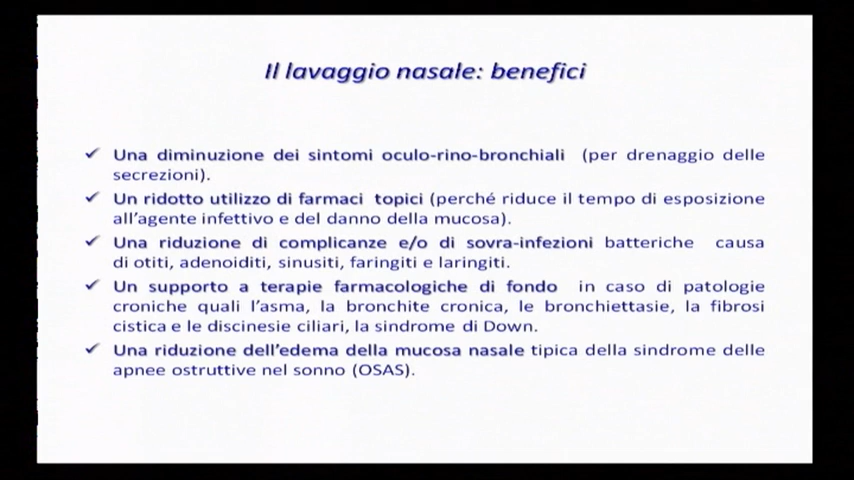 Il lavaggio nasale: benefici
✓ Una diminuzione dei sintomi oculo-rino-bronchiali (per drenaggio delle
secrezioni).
✓ Un ridotto utilizzo di farmaci topici (perché riduce il tempo di esposizione
all'agente infettivo e del danno della mucosa).
✓ Una riduzione di complicanze e/o di sovra-infezioni batteriche causa
di otiti, adenoiditi, sinusiti, faringiti e laringiti.
✓ Un supporto a terapie farmacologiche di fondo in caso di patologie
croniche quali l'asma, la bronchite cronica, le bronchiettasie, la fibrosi
cistica e le discinesie ciliari, la sindrome di Down.
✓ Una riduzione dell'edema della mucosa nasale tipica della sindrome delle
apnee ostruttive nel sonno (OSAS).